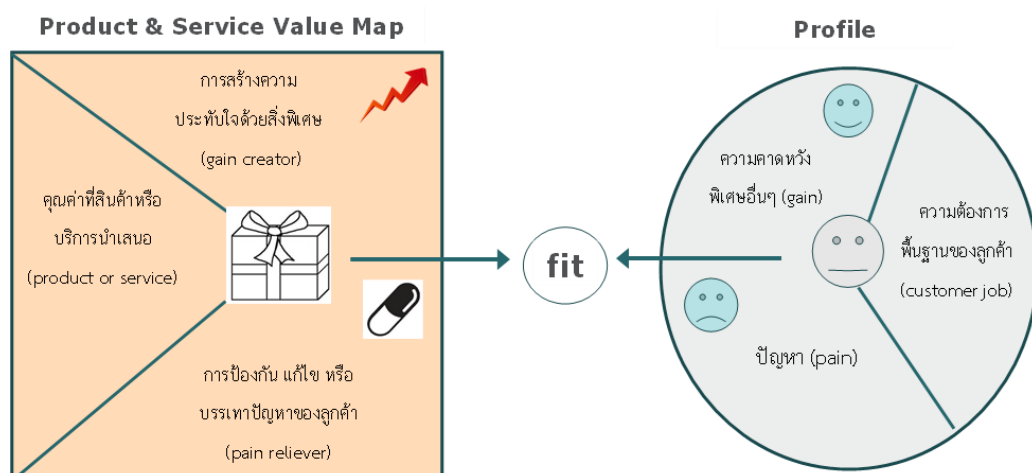 Product & Service Value Map
การสร้างความ
ประทับใจด้วยสิ่งพิเศษ
(gain creator)
คุณค่าที่สินค้าหรือ
บริการนำเสนอ
(product or service)
การป้องกัน แก้ไข หรือ
บรรเทาปัญหาของลูกค้า
(pain reliever)
fit
Profile
ความคาดหวัง
พิเศษอื่นๆ (gain)
ความต้องการ
พื้นฐานของลูกค้า
(customer job)
ปัญหา (pain)